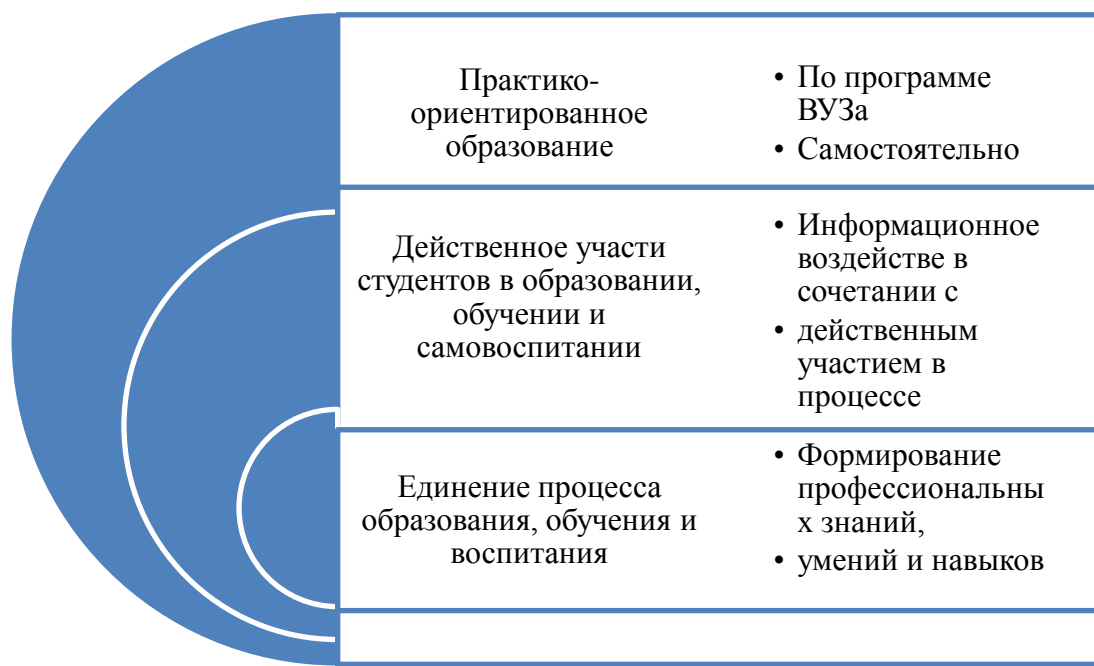 Практико-
ориентированное
образование
• По программе
ВУЗа
• Самостоятельно
Действенное участи
студентов в образовании,
обучении и
самовоспитании
• Информационное
воздействе в
сочетании с
• действенным
участием в
процессе
Единение процесса
образования, обучения и
воспитания
• Формирование
профессиональны
х знаний,
• умений и навыков